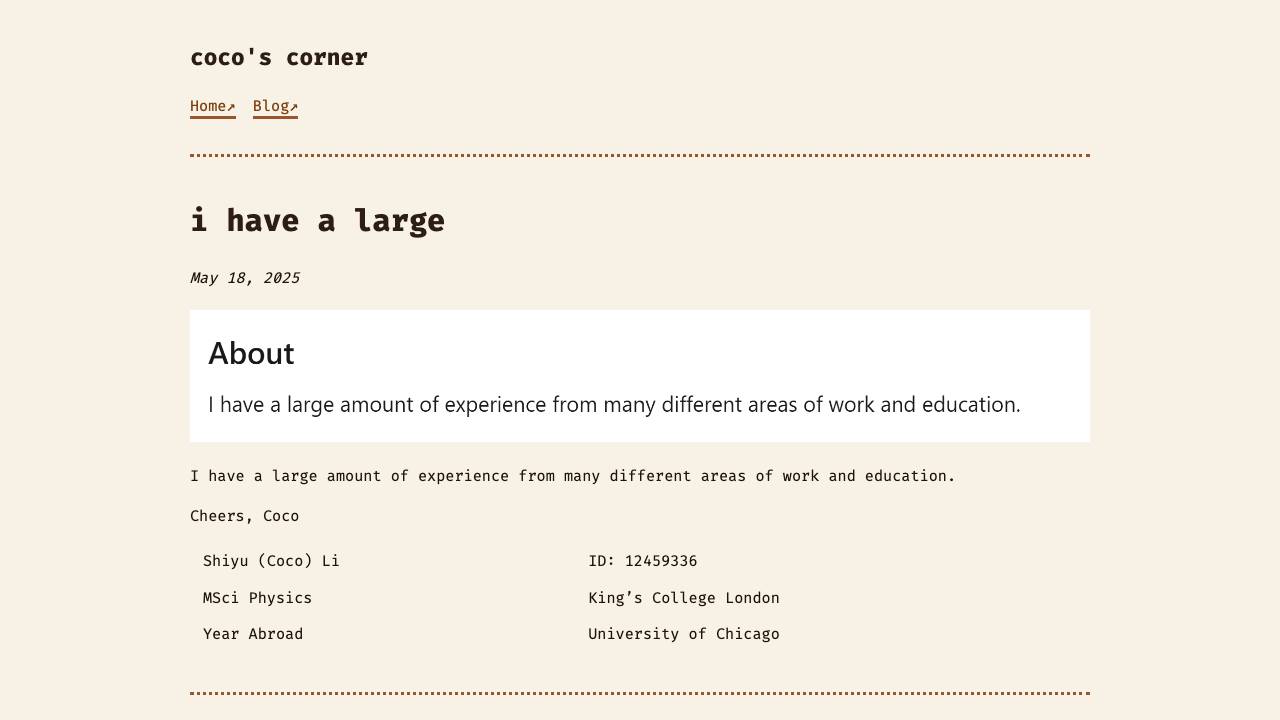 coco's corner
Home↗ Blog↗
i have a large
May 18, 2025
About
I have a large amount of experience from many different areas of work and education.
I have a large amount of experience from many different areas of work and education.
Cheers, Coco
Shiyu (Coco) Li ID: 12459336
MSci Physics King’s College London
Year Abroad University of Chicago